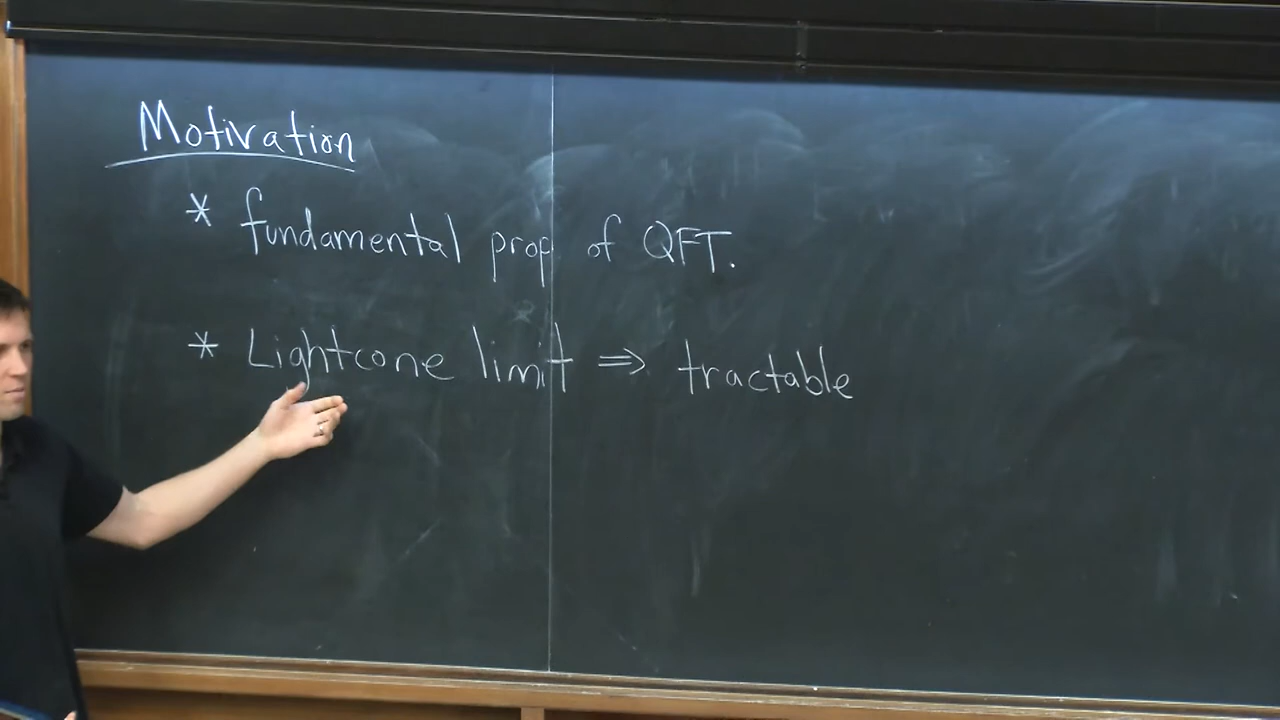 Motivation
* fundamental prop of QFT.
* Lightcone limit ⇒ tractable